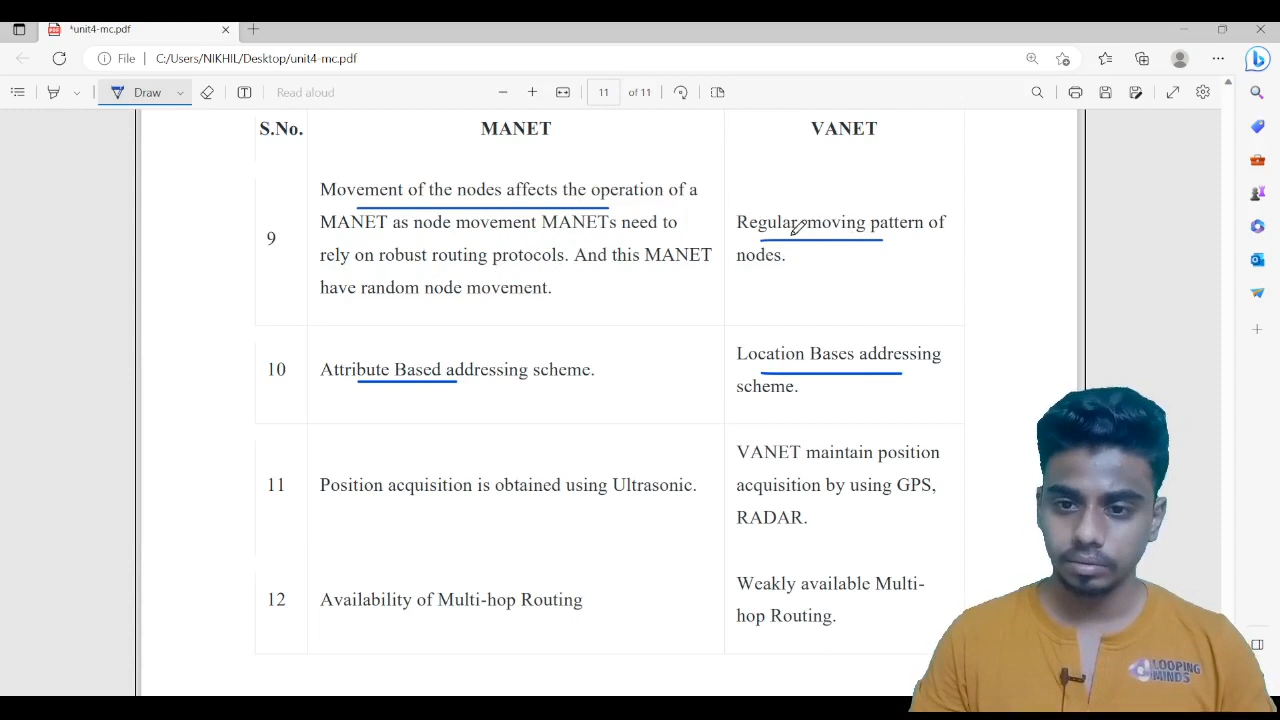 *unit4-mc.pdf
File C:/Users/NIKHIL/Desktop/unit4-mc.pdf
Draw Read aloud 11 of 11
S.No. MANET VANET
9
Movement of the nodes affects the operation of a
MANET as node movement MANETs need to
rely on robust routing protocols. And this MANET
have random node movement.
Regular moving pattern of
nodes.
10
Attribute Based addressing scheme.
Location Bases addressing
scheme.
11
Position acquisition is obtained using Ultrasonic.
VANET maintain position
acquisition by using GPS,
RADAR.
12
Availability of Multi-hop Routing
Weakly available Multi-
hop Routing.
LOOPING
MINDS